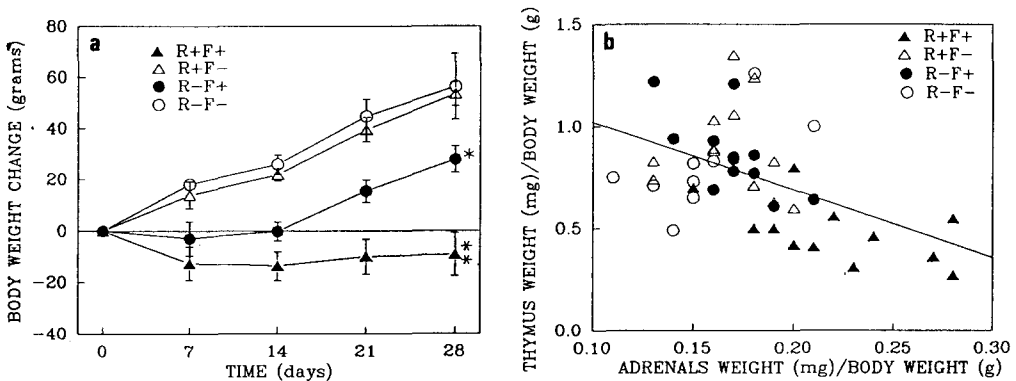 a
R+F+
R+F-
R-F+
R-F-
BODY WEIGHT CHANGE (grams)
80
60
40
20
0
-20
-40
*
*
*
0
7
14
21
28
TIME (days)
b
R+F+
R+F-
R-F+
R-F-
THYMUS WEIGHT (mg)/BODY WEIGHT (g)
1.5
1.0
0.5
0.0
0.10
0.15
0.20
0.25
0.30
ADRENALS WEIGHT (mg)/BODY WEIGHT (g)